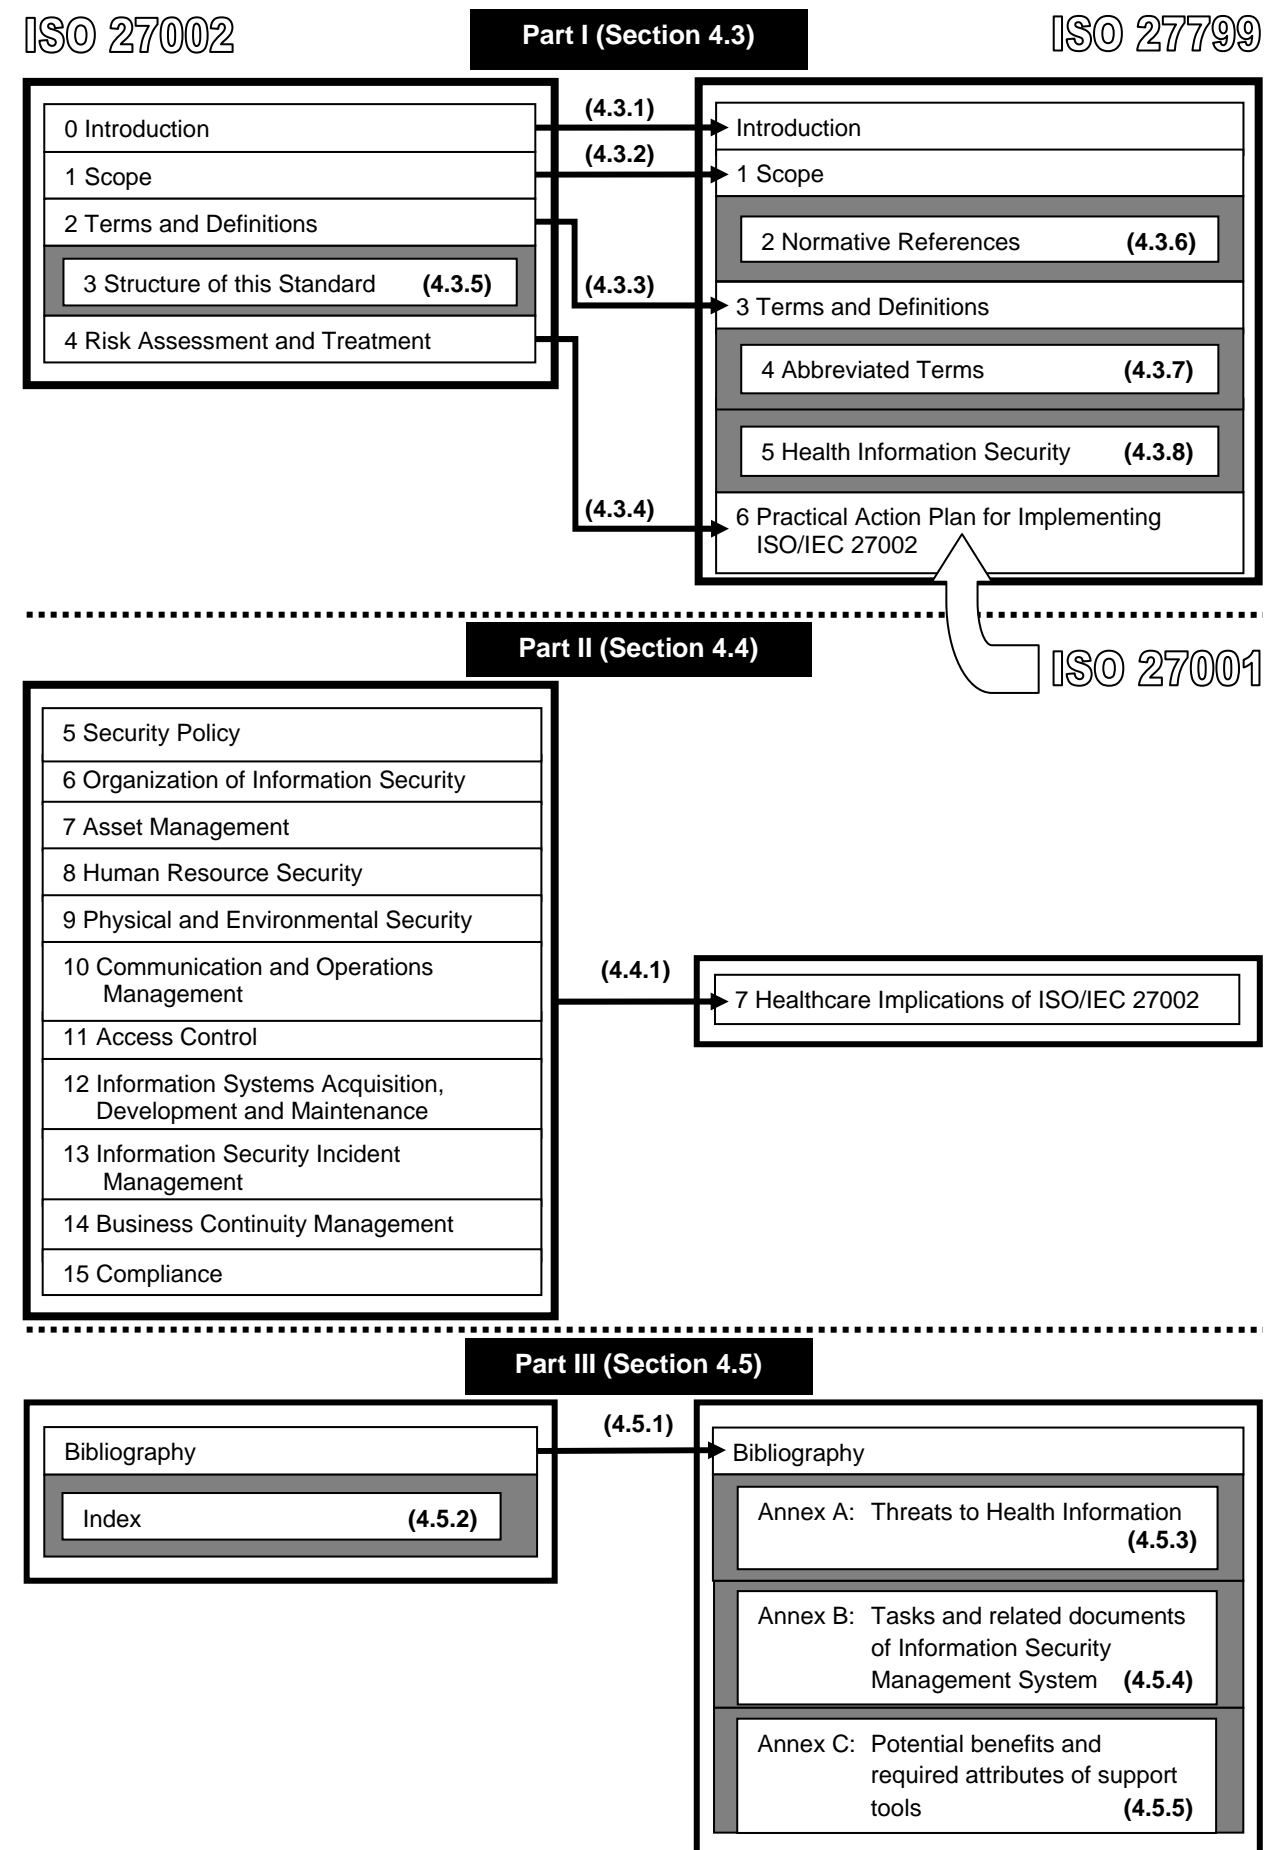 ISO 27002
Part I (Section 4.3)
ISO 27799
0 Introduction
1 Scope
2 Terms and Definitions
3 Structure of this Standard (4.3.5)
4 Risk Assessment and Treatment
(4.3.1)
(4.3.2)
(4.3.3)
(4.3.4)
Introduction
1 Scope
2 Normative References (4.3.6)
3 Terms and Definitions
4 Abbreviated Terms (4.3.7)
5 Health Information Security (4.3.8)
6 Practical Action Plan for Implementing
ISO/IEC 27002
Part II (Section 4.4)
ISO 27001
5 Security Policy
6 Organization of Information Security
7 Asset Management
8 Human Resource Security
9 Physical and Environmental Security
10 Communication and Operations
Management
11 Access Control
12 Information Systems Acquisition,
Development and Maintenance
13 Information Security Incident
Management
14 Business Continuity Management
15 Compliance
(4.4.1)
7 Healthcare Implications of ISO/IEC 27002
Part III (Section 4.5)
Bibliography
Index (4.5.2)
(4.5.1)
Bibliography
Annex A: Threats to Health Information
(4.5.3)
Annex B: Tasks and related documents
of Information Security
Management System (4.5.4)
Annex C: Potential benefits and
required attributes of support
tools (4.5.5)